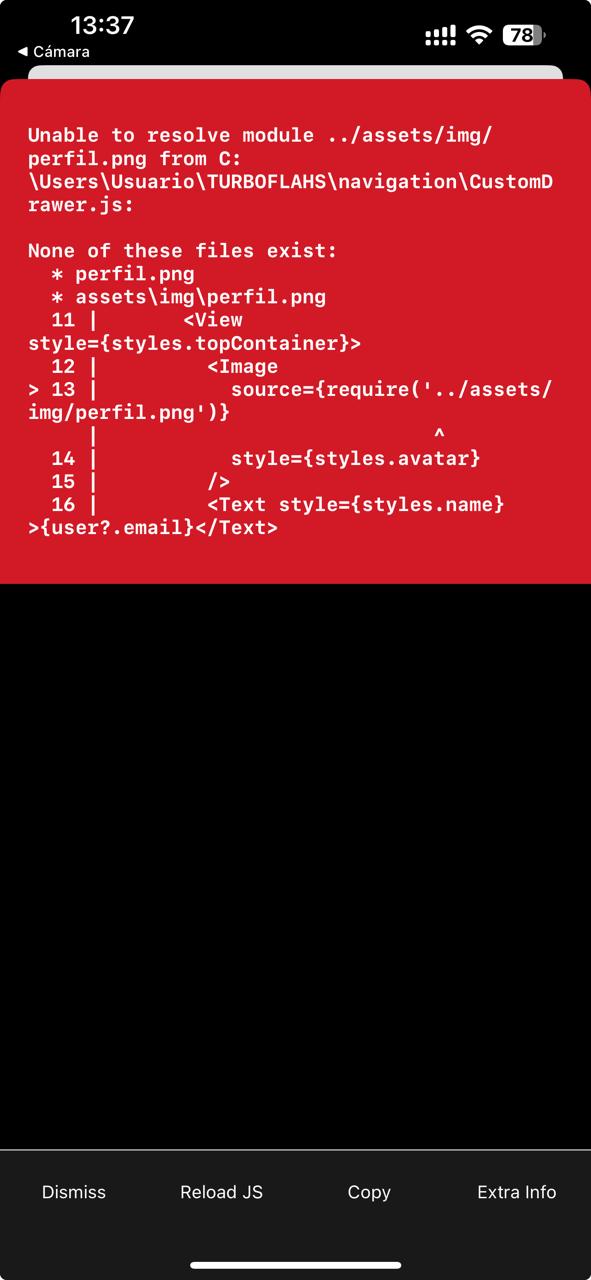 13:37
78
◀ Cámara
Unable to resolve module ../assets/img/
perfil.png from C:
\Users\Usuario\TURBOFLAHS\navigation\CustomD
rawer.js:
None of these files exist:
  * perfil.png
  * assets\img\perfil.png
  11 |       <View
style={styles.topContainer}>
  12 |         <Image
> 13 |           source={require('../assets/
img/perfil.png')}
     |                            ^
  14 |           style={styles.avatar}
  15 |         />
  16 |         <Text style={styles.name}
>{user?.email}</Text>
Dismiss
Reload JS
Copy
Extra Info